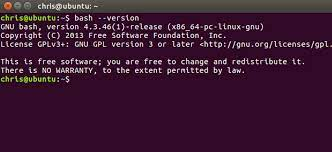 chris@ubuntu: ~
chris@ubuntu:~$ bash --version
GNU bash, version 4.3.46(1)-release (x86_64-pc-linux-gnu)
Copyright (C) 2013 Free Software Foundation, Inc.
License GPLv3+: GNU GPL version 3 or later <http://gnu.org/licenses/gpl.

This is free software; you are free to change and redistribute it.
There is NO WARRANTY, to the extent permitted by law.
chris@ubuntu:~$